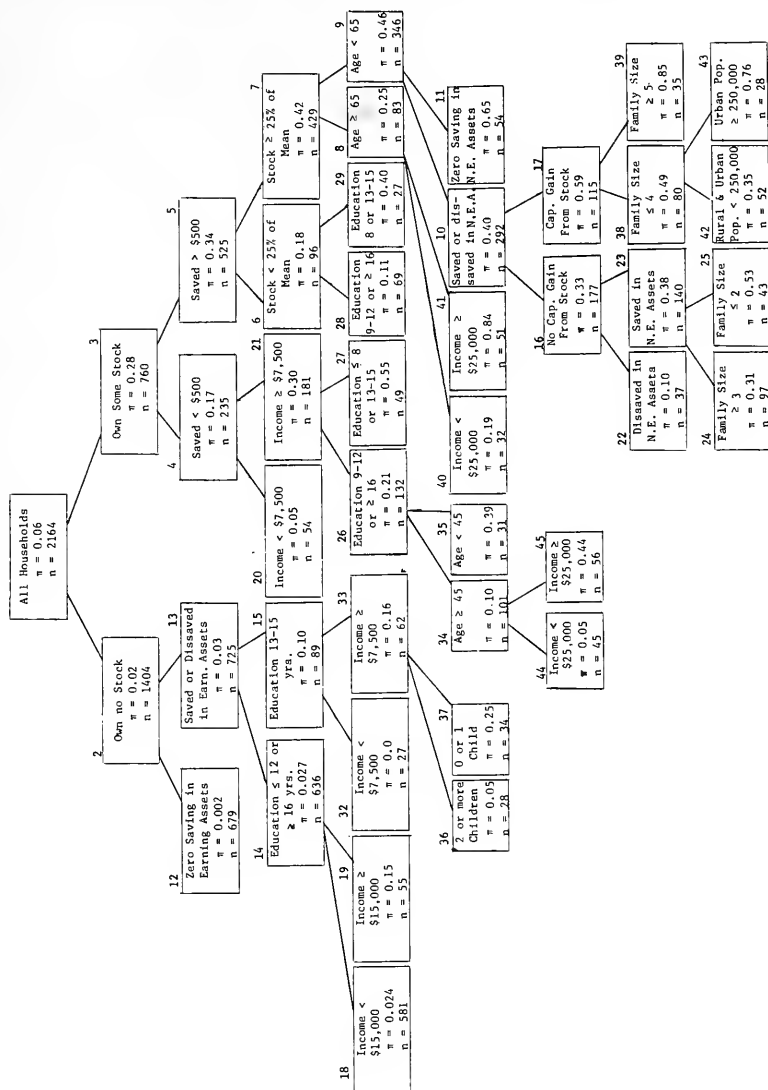 All Households
π = 0.06
n = 2164
2
Own no Stock
π = 0.02
n = 1404
3
Own Some Stock
π = 0.28
n = 760
12
Zero Saving in
Earning Assets
π = 0.002
n = 679
13
Saved or Dissaved
in Earn. Assets
π = 0.03
n = 725
4
Saved < $500
π = 0.17
n = 235
5
Saved > $500
π = 0.34
n = 525
14
Education ≤ 12 or
≥ 16 yrs.
π = 0.027
n = 636
15
Education 13-15
yrs.
π = 0.10
n = 89
20
Income < $7,500
π = 0.05
n = 54
21
Income ≥ $7,500
π = 0.30
n = 181
6
Stock < 25% of
Mean
π = 0.18
n = 96
7
Stock ≥ 25% of
Mean
π = 0.42
n = 429
18
Income <
$15,000
π = 0.024
n = 581
19
Income ≥
$15,000
π = 0.15
n = 55
32
Income <
$7,500
π = 0.0
n = 27
33
Income ≥
$7,500
π = 0.16
n = 62
26
Education 9-12
or ≥ 16
π = 0.21
n = 132
27
Education ≤ 8
or 13-15
π = 0.55
n = 49
28
Education
9-12 or ≥ 16
π = 0.11
n = 69
29
Education
8 or 13-15
π = 0.40
n = 27
8
Age ≥ 65
π = 0.25
n = 83
9
Age < 65
π = 0.46
n = 346
36
2 or more
Children
π = 0.05
n = 28
37
0 or 1
Child
π = 0.25
n = 34
34
Age ≥ 45
π = 0.10
n = 101
35
Age < 45
π = 0.39
n = 31
40
Income <
$25,000
π = 0.19
n = 32
41
Income ≥
$25,000
π = 0.84
n = 51
10
Saved or dis-
saved in N.E.A.
π = 0.40
n = 292
11
Zero Saving in
N.E. Assets
π = 0.65
n = 54
44
Income <
$25,000
π = 0.05
n = 45
45
Income ≥
$25,000
π = 0.44
n = 56
16
No Cap. Gain
From Stock
π = 0.33
n = 177
17
Cap. Gain
From Stock
π = 0.59
n = 115
22
Dissaved in
N.E. Assets
π = 0.10
n = 37
23
Saved in
N.E. Assets
π = 0.38
n = 140
38
Family Size
≤ 4
π = 0.49
n = 80
39
Family Size
≥ 5
π = 0.85
n = 35
24
Family Size
≥ 3
π = 0.31
n = 97
25
Family Size
≤ 2
π = 0.53
n = 43
42
Rural & Urban
Pop. < 250,000
π = 0.35
n = 52
43
Urban Pop.
≥ 250,000
π = 0.76
n = 28